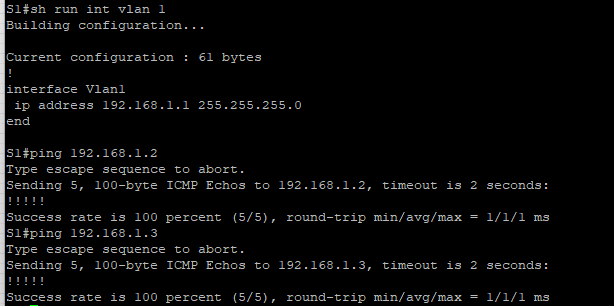 S1#sh run int vlan 1
Building configuration...
Current configuration : 61 bytes
!
interface Vlan1
ip address 192.168.1.1 255.255.255.0
end
S1#ping 192.168.1.2
Type escape sequence to abort.
Sending 5, 100-byte ICMP Echos to 192.168.1.2, timeout is 2 seconds:
!!!!!
Success rate is 100 percent (5/5), round-trip min/avg/max = 1/1/1 ms
S1#ping 192.168.1.3
Type escape sequence to abort.
Sending 5, 100-byte ICMP Echos to 192.168.1.3, timeout is 2 seconds:
!!!!!
Success rate is 100 percent (5/5), round-trip min/avg/max = 1/1/1 ms